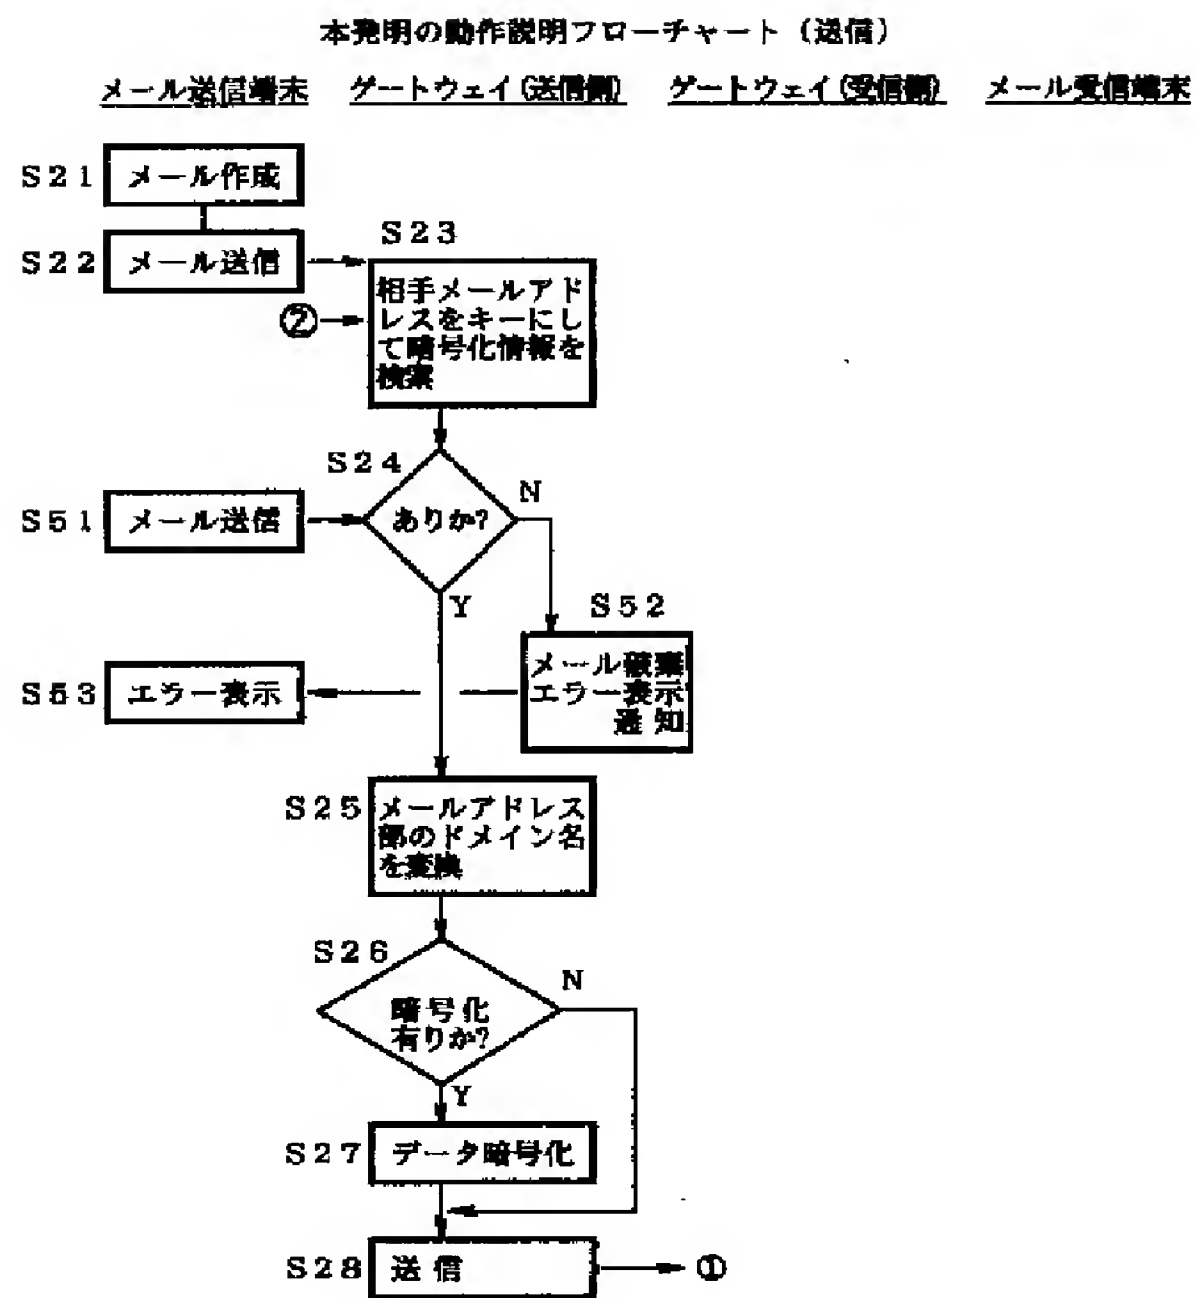 本発明の動作説明フローチャート（送信）
メール送信端末 ゲートウェイ(送信側) ゲートウェイ(受信側) メール受信端末
S21 メール作成
S22 メール送信
S23
相手メールアド
レスをキーにし
て暗号化情報を
検索
②
S24
ありか?
N
Y
S51 メール送信
S52
メール破棄
エラー表示
通知
S53 エラー表示
S25 メールアドレス
部のドメイン名
を変換
S26
暗号化
有りか?
N
Y
S27 データ暗号化
S28 送信
①